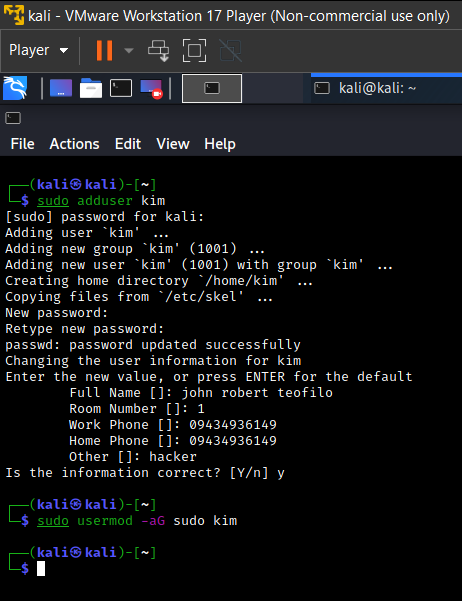 kali - VMware Workstation 17 Player (Non-commercial use only)
Player
kali@kali: ~
File Actions Edit View Help
┌──(kali㉿kali)-[~]
└─$ sudo adduser kim
[sudo] password for kali:
Adding user `kim' ...
Adding new group `kim' (1001) ...
Adding new user `kim' (1001) with group `kim' ...
Creating home directory `/home/kim' ...
Copying files from `/etc/skel' ...
New password:
Retype new password:
passwd: password updated successfully
Changing the user information for kim
Enter the new value, or press ENTER for the default
Full Name []: john robert teofilo
Room Number []: 1
Work Phone []: 09434936149
Home Phone []: 09434936149
Other []: hacker
Is the information correct? [Y/n] y
┌──(kali㉿kali)-[~]
└─$ sudo usermod -aG sudo kim
┌──(kali㉿kali)-[~]
└─$